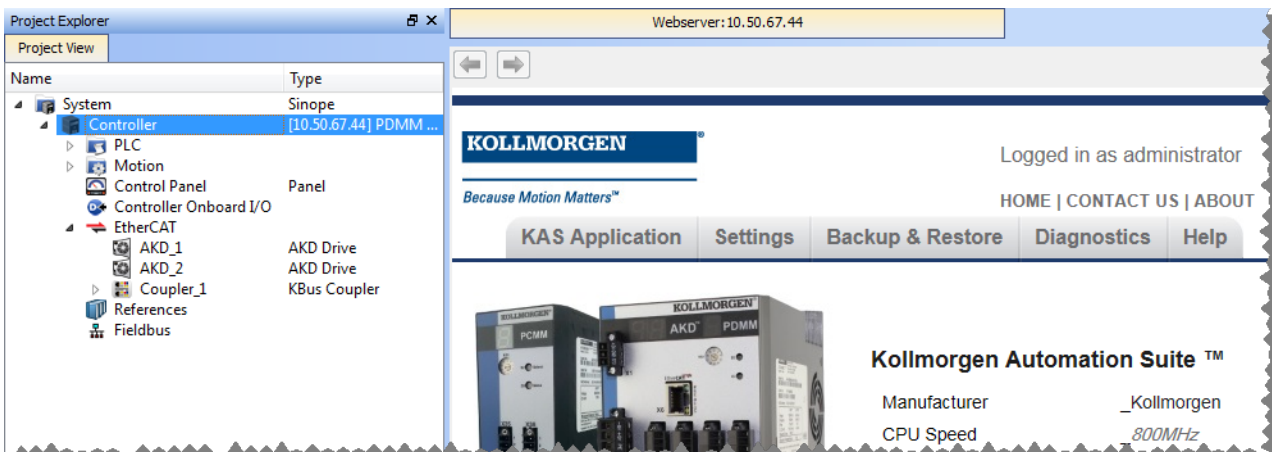 Project Explorer
Project View
Name Type
System Sinope
Controller [10.50.67.44] PDMM ...
PLC
Motion
Control Panel Panel
Controller Onboard I/O
EtherCAT
AKD_1 AKD Drive
AKD_2 AKD Drive
Coupler_1 KBus Coupler
References
Fieldbus
Webserver:10.50.67.44
KOLLMORGEN®
Because Motion Matters™
Logged in as administrator
HOME | CONTACT US | ABOUT
KAS Application Settings Backup & Restore Diagnostics Help
KOLLMORGEN
PCMM
KOLLMORGEN
AKD™ PDMM
Kollmorgen Automation Suite ™
Manufacturer _Kollmorgen
CPU Speed _800MHz